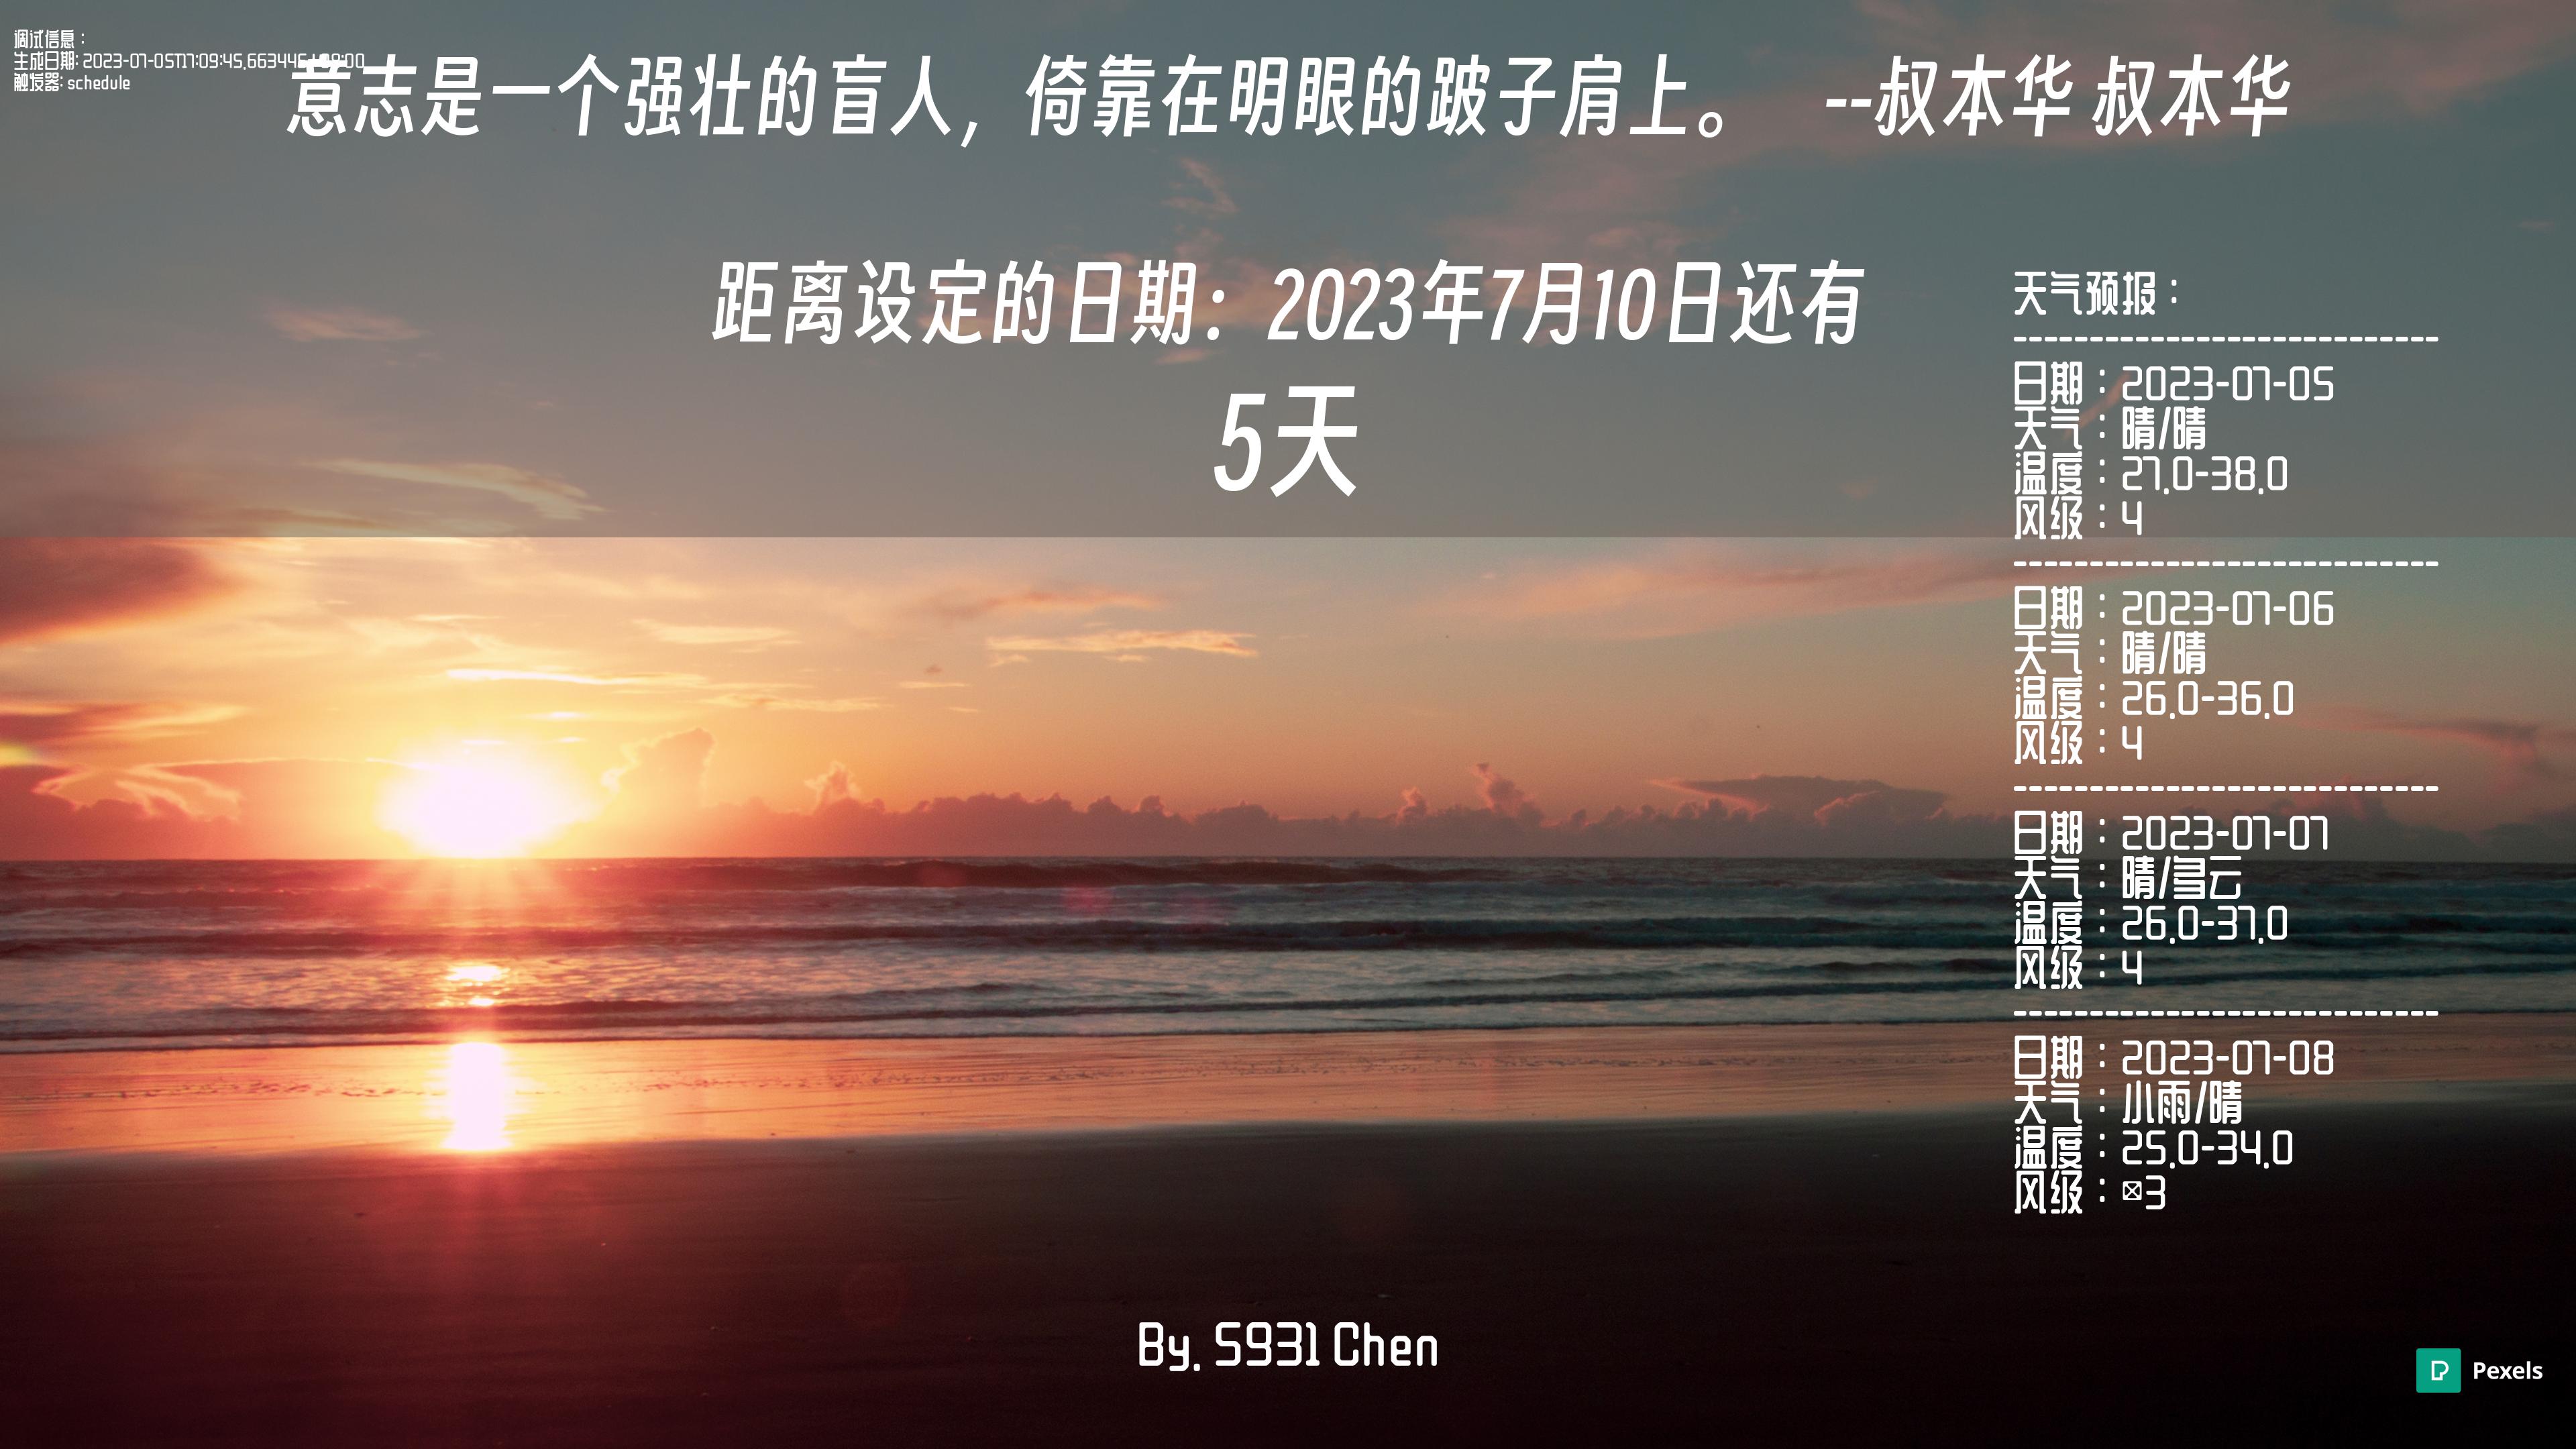 调试信息：
生成日期: 2023-07-05T17:09:45.663446+08:00
触发器: schedule
意志是一个强壮的盲人，倚靠在明眼的跛子肩上。 --叔本华 叔本华
距离设定的日期：2023年7月10日还有
5天
天气预报：
----------------------------
日期：2023-07-05
天气：晴/晴
温度：27.0-38.0
风级：4
----------------------------
日期：2023-07-06
天气：晴/晴
温度：26.0-36.0
风级：4
----------------------------
日期：2023-07-07
天气：晴/多云
温度：26.0-37.0
风级：4
----------------------------
日期：2023-07-08
天气：小雨/晴
温度：25.0-34.0
风级：3
By. S931 Chen
Pexels